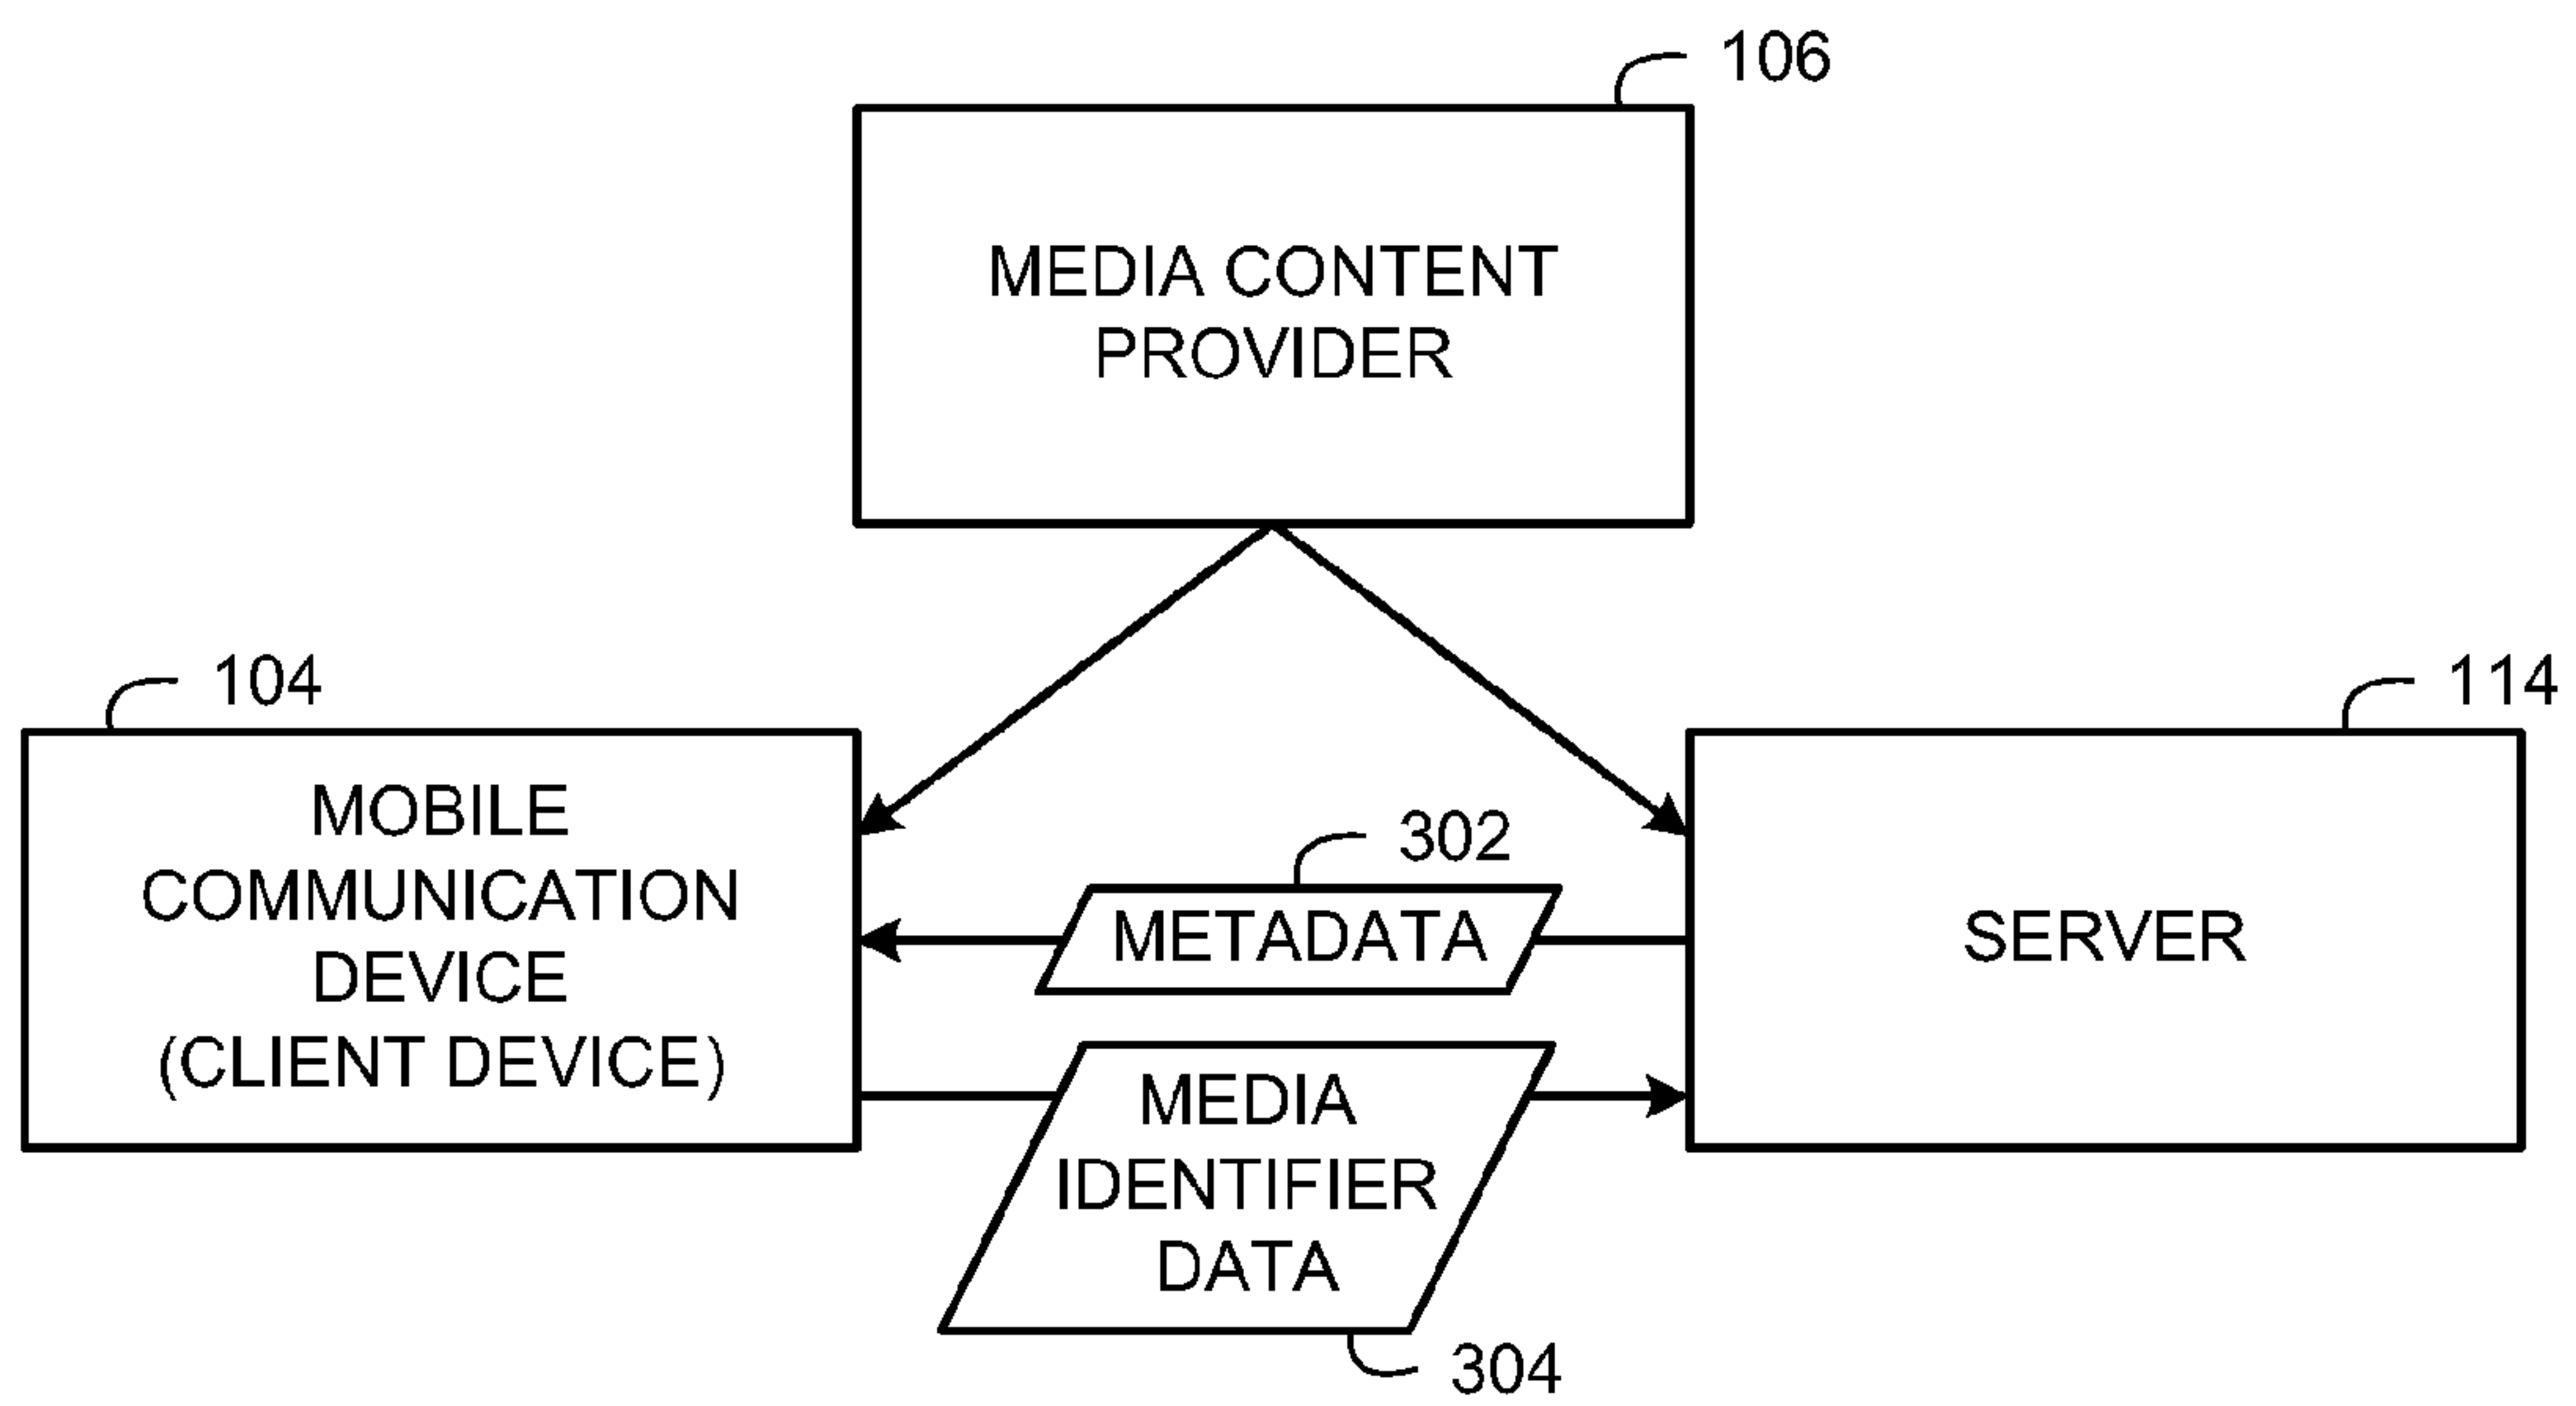 106
MEDIA CONTENT
PROVIDER
104
114
MOBILE
COMMUNICATION
DEVICE
(CLIENT DEVICE)
302
METADATA
SERVER
MEDIA
IDENTIFIER
DATA
304